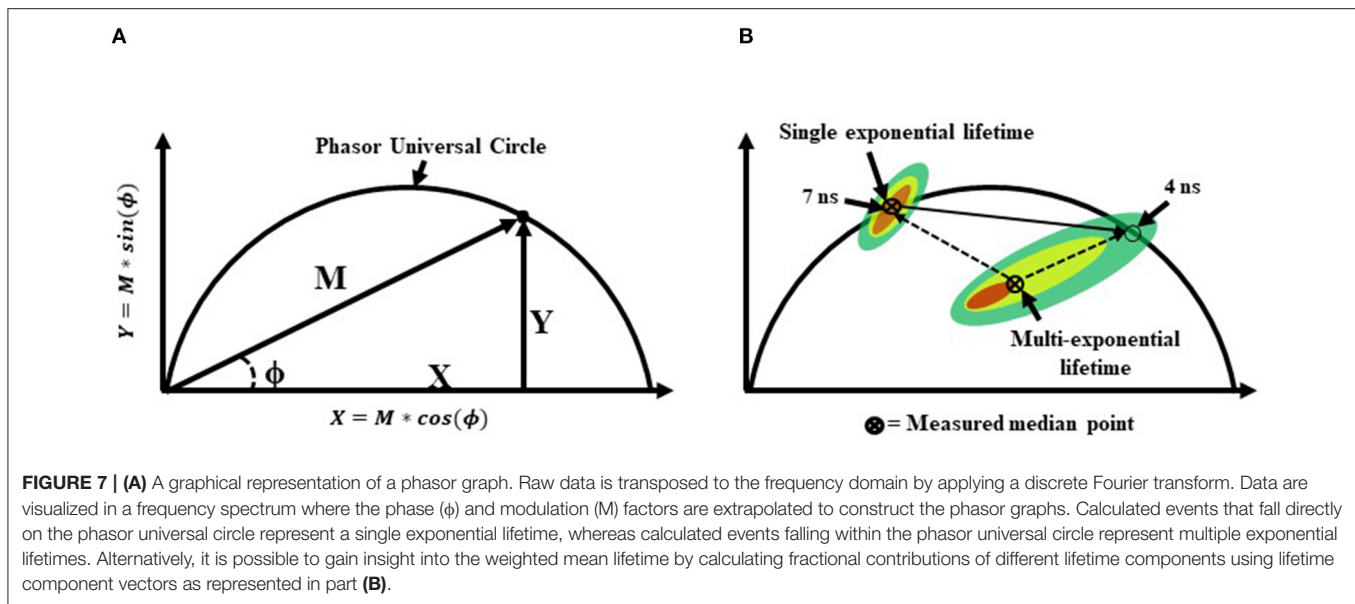 A
B
Phasor Universal Circle
Y = M * sin(ϕ)
M
Y
ϕ
X
X = M * cos(ϕ)
Single exponential lifetime
7 ns
4 ns
Multi-exponential
lifetime
⊗= Measured median point
FIGURE 7 | (A) A graphical representation of a phasor graph. Raw data is transposed to the frequency domain by applying a discrete Fourier transform. Data are
visualized in a frequency spectrum where the phase (ϕ) and modulation (M) factors are extrapolated to construct the phasor graphs. Calculated events that fall directly
on the phasor universal circle represent a single exponential lifetime, whereas calculated events falling within the phasor universal circle represent multiple exponential
lifetimes. Alternatively, it is possible to gain insight into the weighted mean lifetime by calculating fractional contributions of different lifetime components using lifetime
component vectors as represented in part (B).